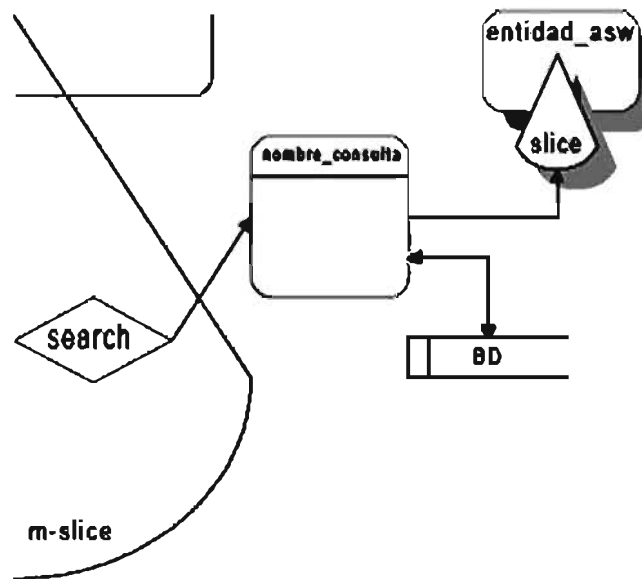 entidad_asw
slice
nombre_consulta
search
BD
m-slice